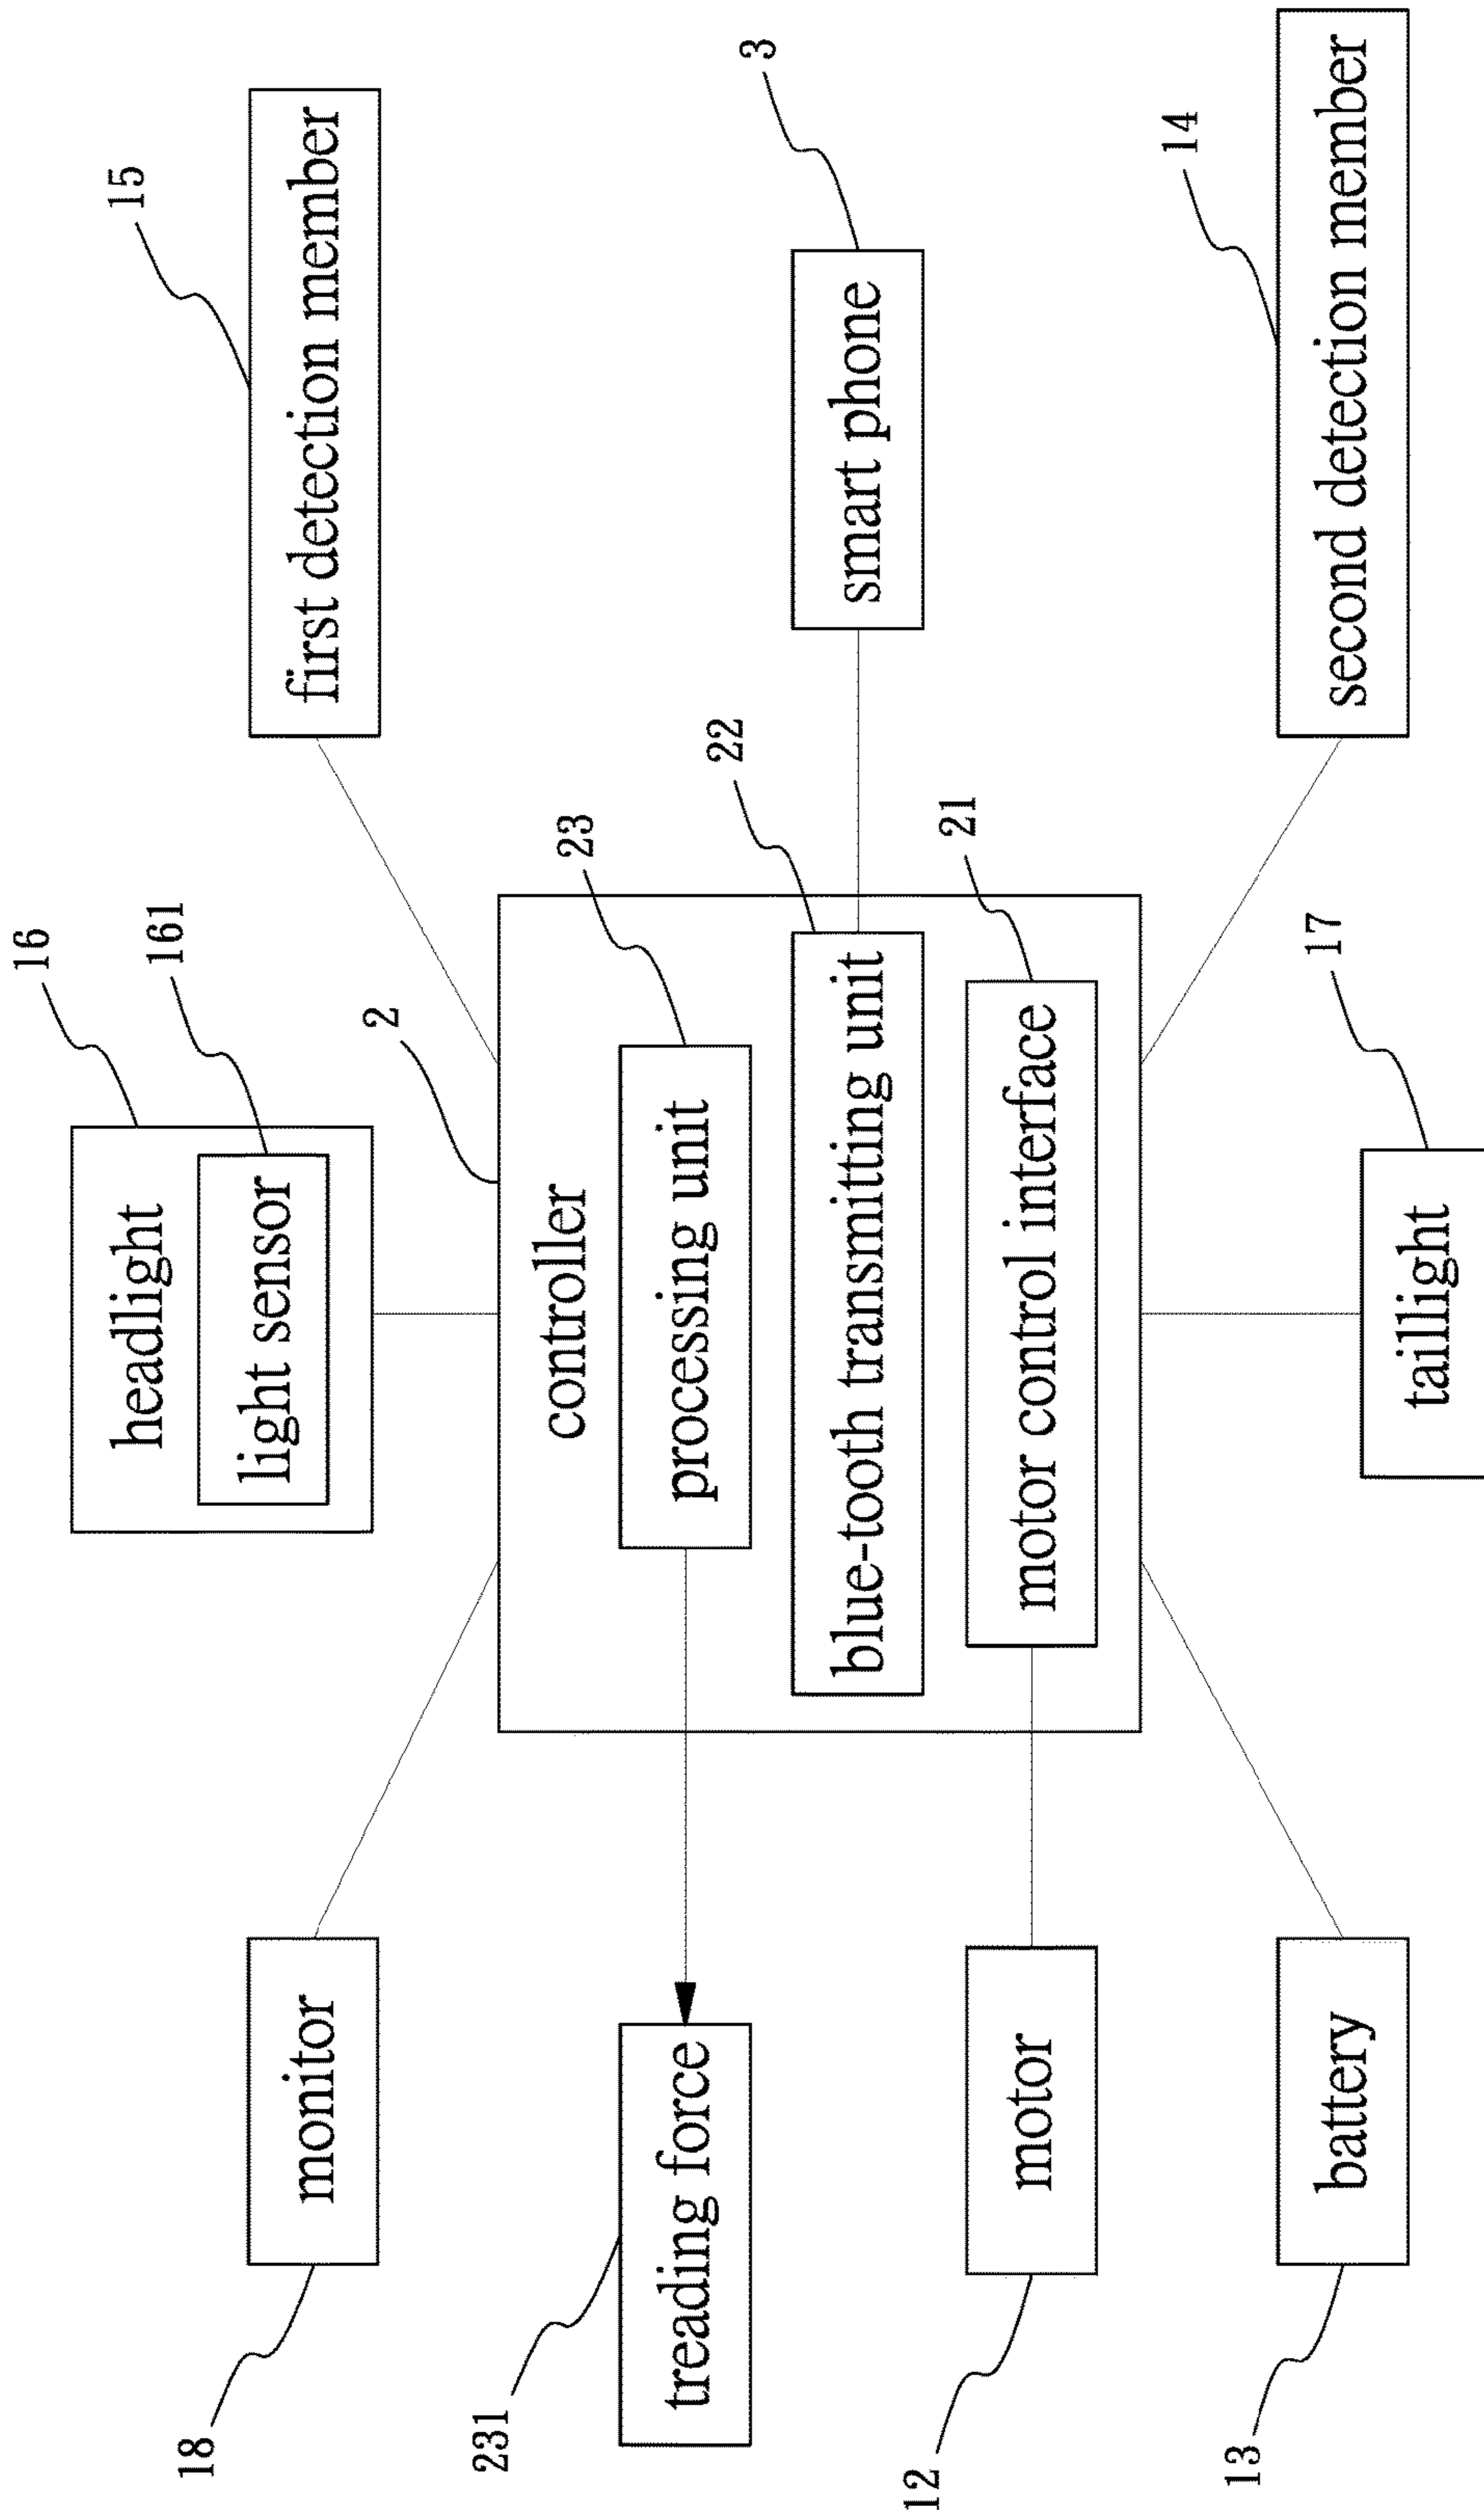 16
headlight
161
light sensor
18
monitor
15
first detection member
2
controller
231
treading force
23
processing unit
22
blue-tooth transmitting unit
3
smart phone
12
motor
21
motor control interface
13
battery
17
taillight
14
second detection member